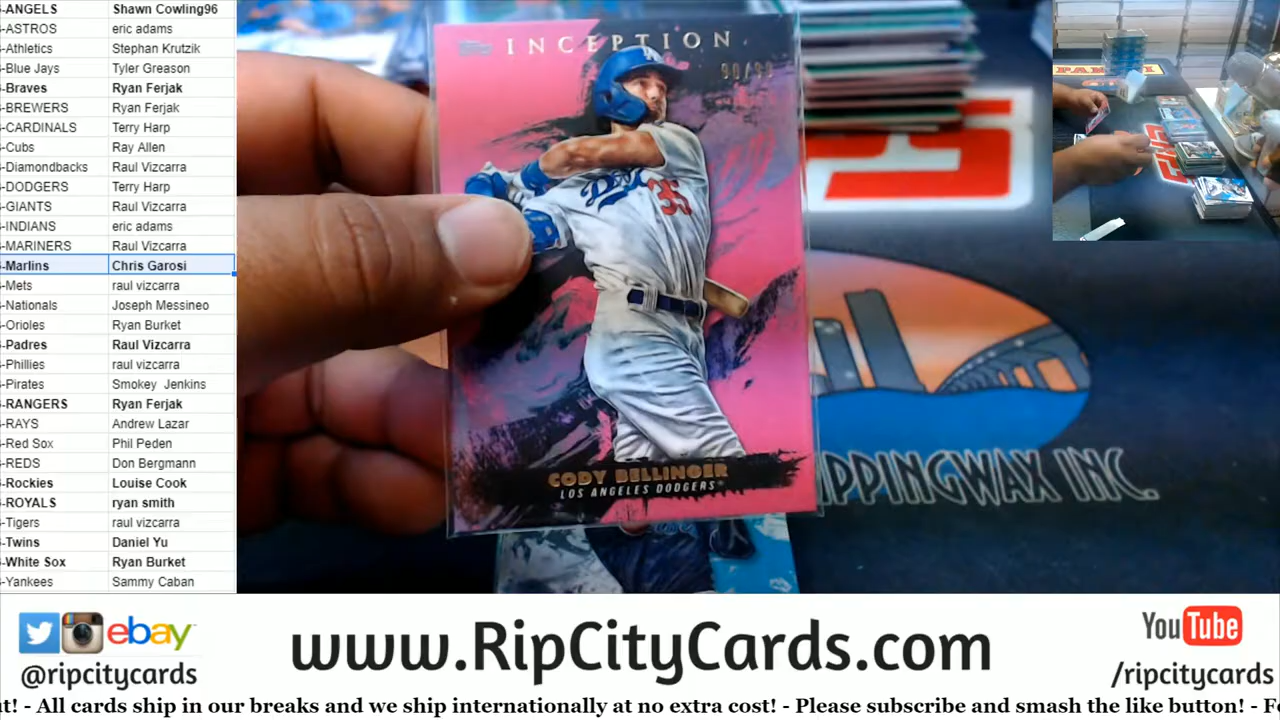 -ANGELS Shawn Cowling96
-ASTROS eric adams
-Athletics Stephan Krutzik
-Blue Jays Tyler Greason
-Braves Ryan Ferjak
-BREWERS Ryan Ferjak
-CARDINALS Terry Harp
-Cubs Ray Allen
-Diamondbacks Raul Vizcarra
-DODGERS Terry Harp
-GIANTS Raul Vizcarra
-INDIANS eric adams
-MARINERS Raul Vizcarra
-Marlins Chris Garosi
-Mets raul vizcarra
-Nationals Joseph Messineo
-Orioles Ryan Burket
-Padres Raul Vizcarra
-Phillies raul vizcarra
-Pirates Smokey Jenkins
-RANGERS Ryan Ferjak
-RAYS Andrew Lazar
-Red Sox Phil Peden
-REDS Don Bergmann
-Rockies Louise Cook
-ROYALS ryan smith
-Tigers raul vizcarra
-Twins Daniel Yu
-White Sox Ryan Burket
-Yankees Sammy Caban
INCEPTION
35
CODY BELLINGER
LOS ANGELES DODGERS
IPPINGWAX INC.
ebay
@ripcitycards
www.RipCityCards.com
YouTube
/ripcitycards
t! - All cards ship in our breaks and we ship internationally at no extra cost! - Please subscribe and smash the like button! - F